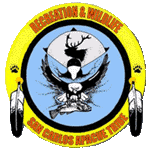 RECREATION & WILDLIFE
SAN CARLOS APACHE TRIBE